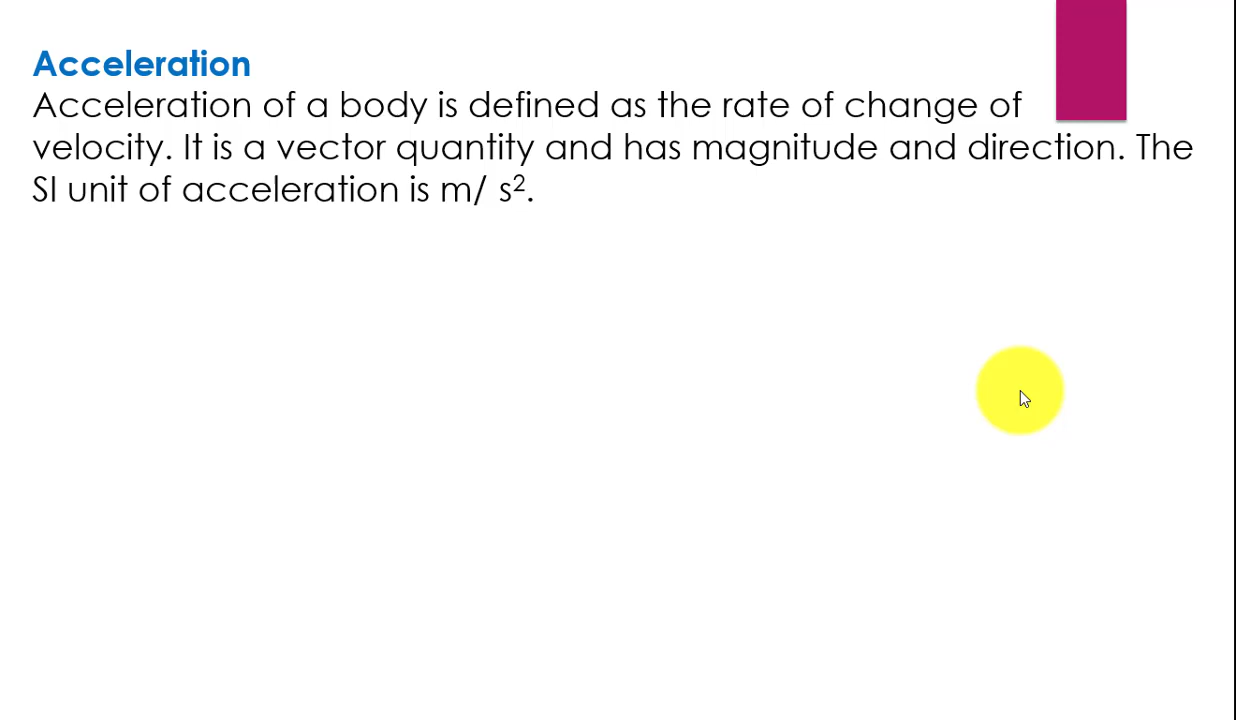 Acceleration
Acceleration of a body is defined as the rate of change of
velocity. It is a vector quantity and has magnitude and direction. The
SI unit of acceleration is m/ s².